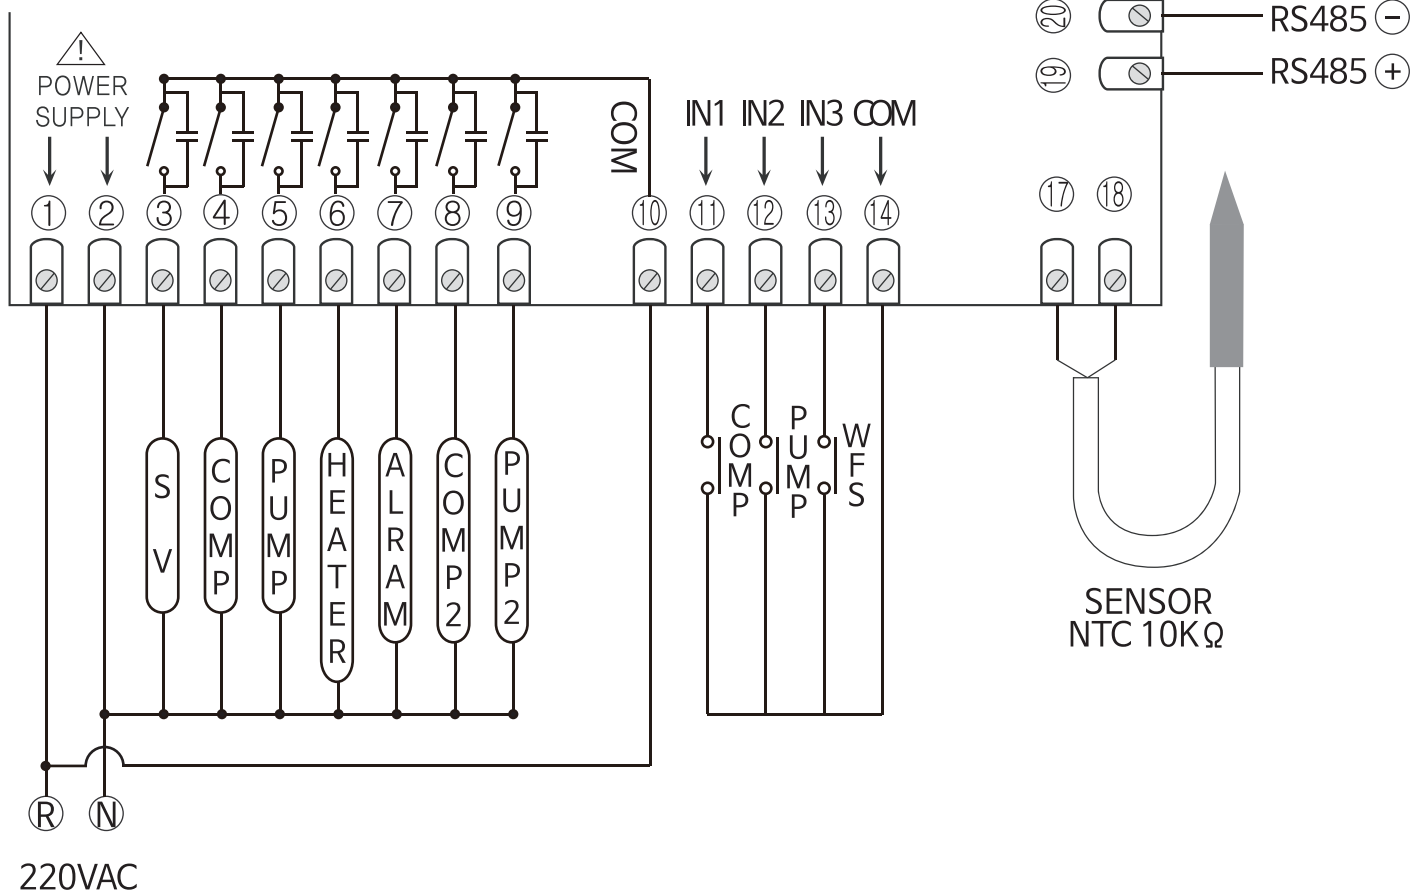 ⑳
RS485 ⊖
⑲
RS485 ⊕
!
POWER
SUPPLY
COM
IN1 IN2 IN3 COM
① ② ③ ④ ⑤ ⑥ ⑦ ⑧ ⑨ ⑩ ⑪ ⑫ ⑬ ⑭ ⑰ ⑱
SV
COMP
PUMP
HEATER
ALRAM
COMP2
PUMP2
COMP
PUMP
WFS
SENSOR
NTC 10KΩ
Ⓡ Ⓝ
220VAC